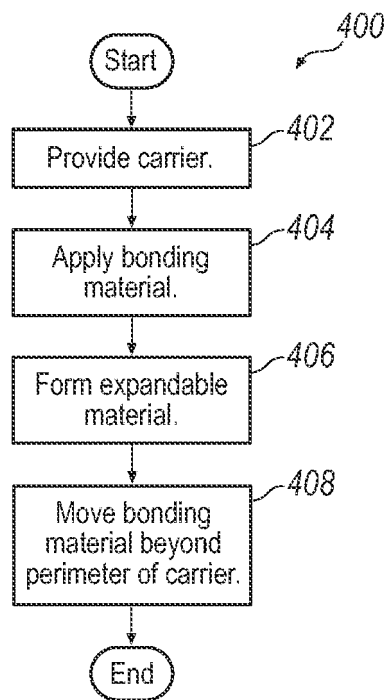 400
Start
402
Provide carrier.
404
Apply bonding
material.
406
Form expandable
material.
408
Move bonding
material beyond
perimeter of carrier.
End